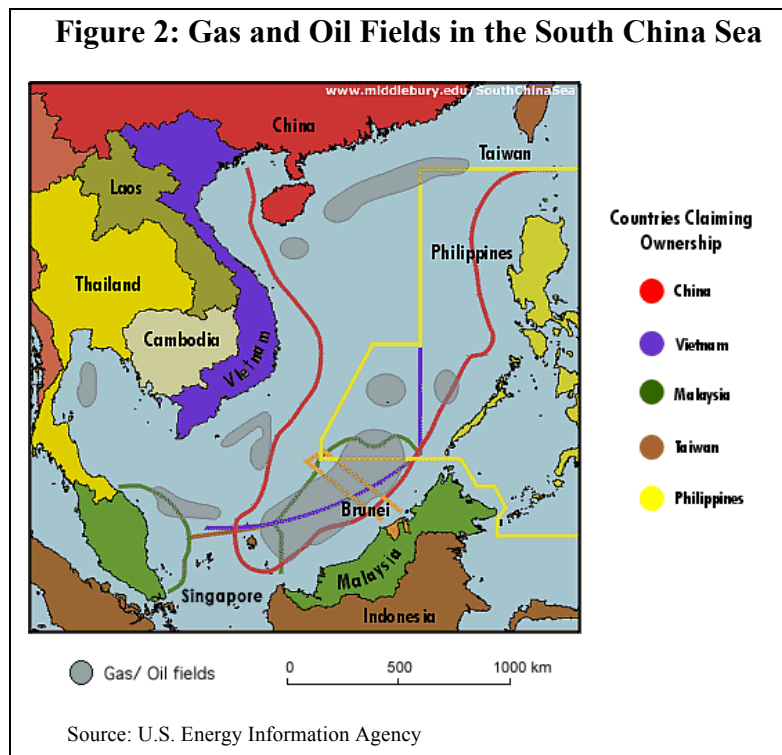 Figure 2: Gas and Oil Fields in the South China Sea
www.middlebury.edu/SouthChinaSea
China
Taiwan
Laos
Philippines
Thailand
Cambodia
Vietnam
Brunei
Malaysia
Singapore
Indonesia
Countries Claiming
Ownership
China
Vietnam
Malaysia
Taiwan
Philippines
Gas/ Oil fields
0 500 1000 km
Source: U.S. Energy Information Agency